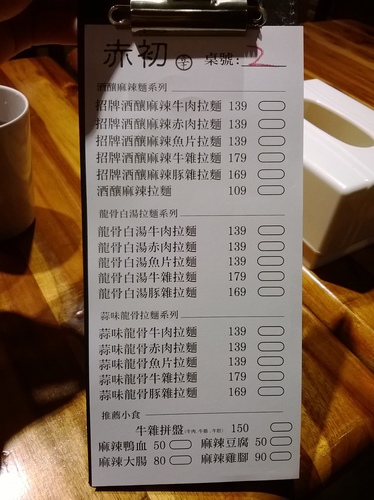 赤初 辛 桌號: 2
酒釀麻辣麵系列
招牌酒釀麻辣牛肉拉麵 139
招牌酒釀麻辣赤肉拉麵 139
招牌酒釀麻辣魚片拉麵 139
招牌酒釀麻辣牛雜拉麵 179
招牌酒釀麻辣豚雜拉麵 169
酒釀麻辣拉麵 109
龍骨白湯拉麵系列
龍骨白湯牛肉拉麵 139
龍骨白湯赤肉拉麵 139
龍骨白湯魚片拉麵 139
龍骨白湯牛雜拉麵 179
龍骨白湯豚雜拉麵 169
蒜味龍骨拉麵系列
蒜味龍骨牛肉拉麵 139
蒜味龍骨赤肉拉麵 139
蒜味龍骨魚片拉麵 139
蒜味龍骨牛雜拉麵 179
蒜味龍骨豚雜拉麵 169
推薦小食
牛雜拼盤(牛肉, 牛雜, 牛筋) 150
麻辣鴨血 50 麻辣豆腐 50
麻辣大腸 80 麻辣雞腳 90